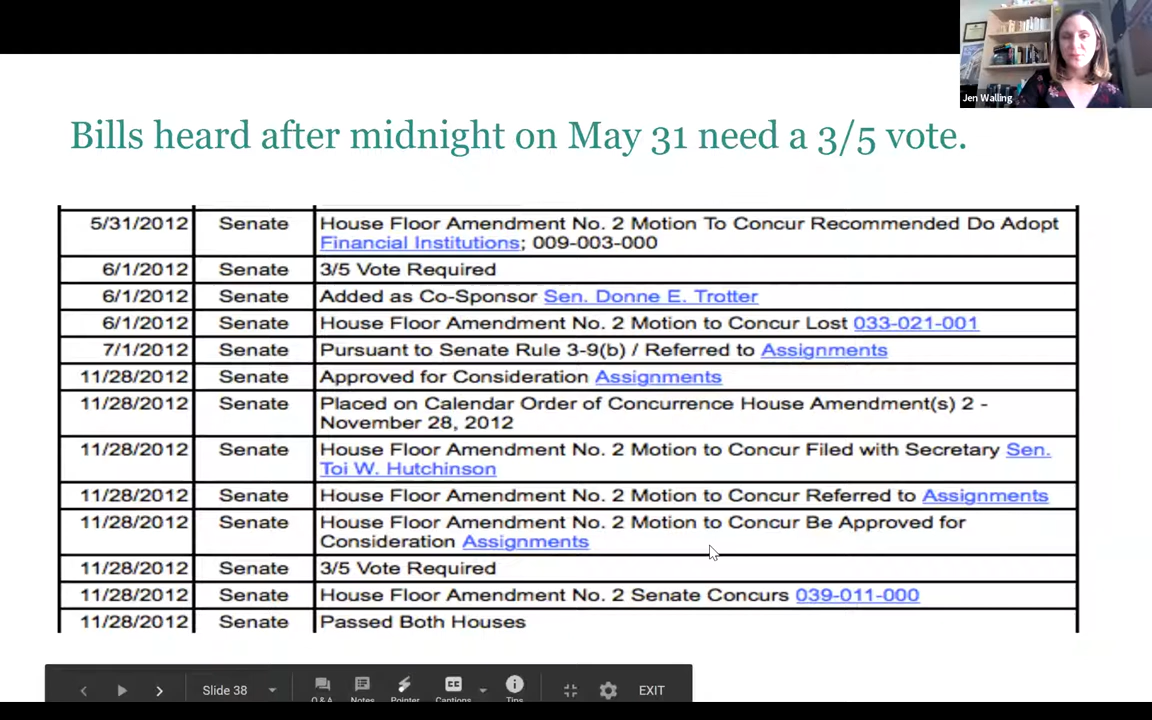 Jen Walling
Bills heard after midnight on May 31 need a 3/5 vote.
5/31/2012 Senate House Floor Amendment No. 2 Motion To Concur Recommended Do Adopt
Financial Institutions; 009-003-000
6/1/2012 Senate 3/5 Vote Required
6/1/2012 Senate Added as Co-Sponsor Sen. Donne E. Trotter
6/1/2012 Senate House Floor Amendment No. 2 Motion to Concur Lost 033-021-001
7/1/2012 Senate Pursuant to Senate Rule 3-9(b) / Referred to Assignments
11/28/2012 Senate Approved for Consideration Assignments
11/28/2012 Senate Placed on Calendar Order of Concurrence House Amendment(s) 2 -
November 28, 2012
11/28/2012 Senate House Floor Amendment No. 2 Motion to Concur Filed with Secretary Sen.
Toi W. Hutchinson
11/28/2012 Senate House Floor Amendment No. 2 Motion to Concur Referred to Assignments
11/28/2012 Senate House Floor Amendment No. 2 Motion to Concur Be Approved for
Consideration Assignments
11/28/2012 Senate 3/5 Vote Required
11/28/2012 Senate House Floor Amendment No. 2 Senate Concurs 039-011-000
11/28/2012 Senate Passed Both Houses
Slide 38
CC
EXIT
Q & A Notes Pointer Captions Tips